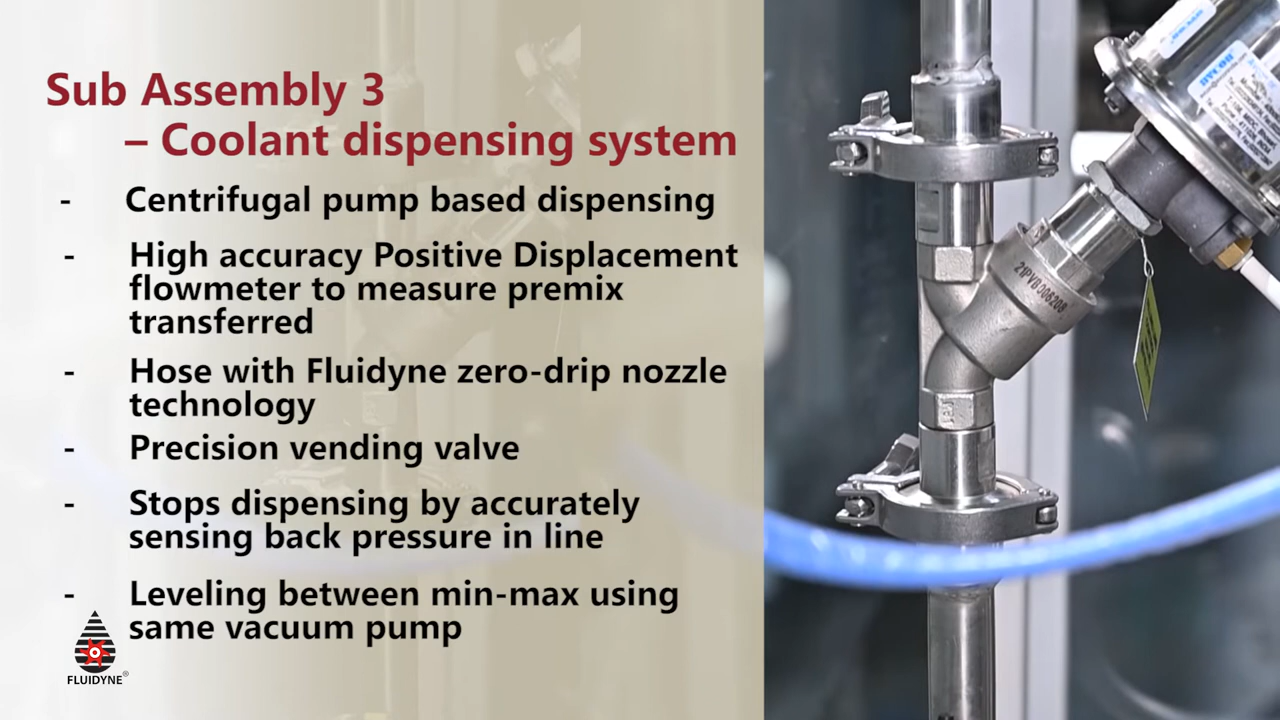 Sub Assembly 3
– Coolant dispensing system
- Centrifugal pump based dispensing
- High accuracy Positive Displacement
flowmeter to measure premix
transferred
- Hose with Fluidyne zero-drip nozzle
technology
- Precision vending valve
- Stops dispensing by accurately
sensing back pressure in line
- Leveling between min-max using
same vacuum pump
FLUIDYNE®